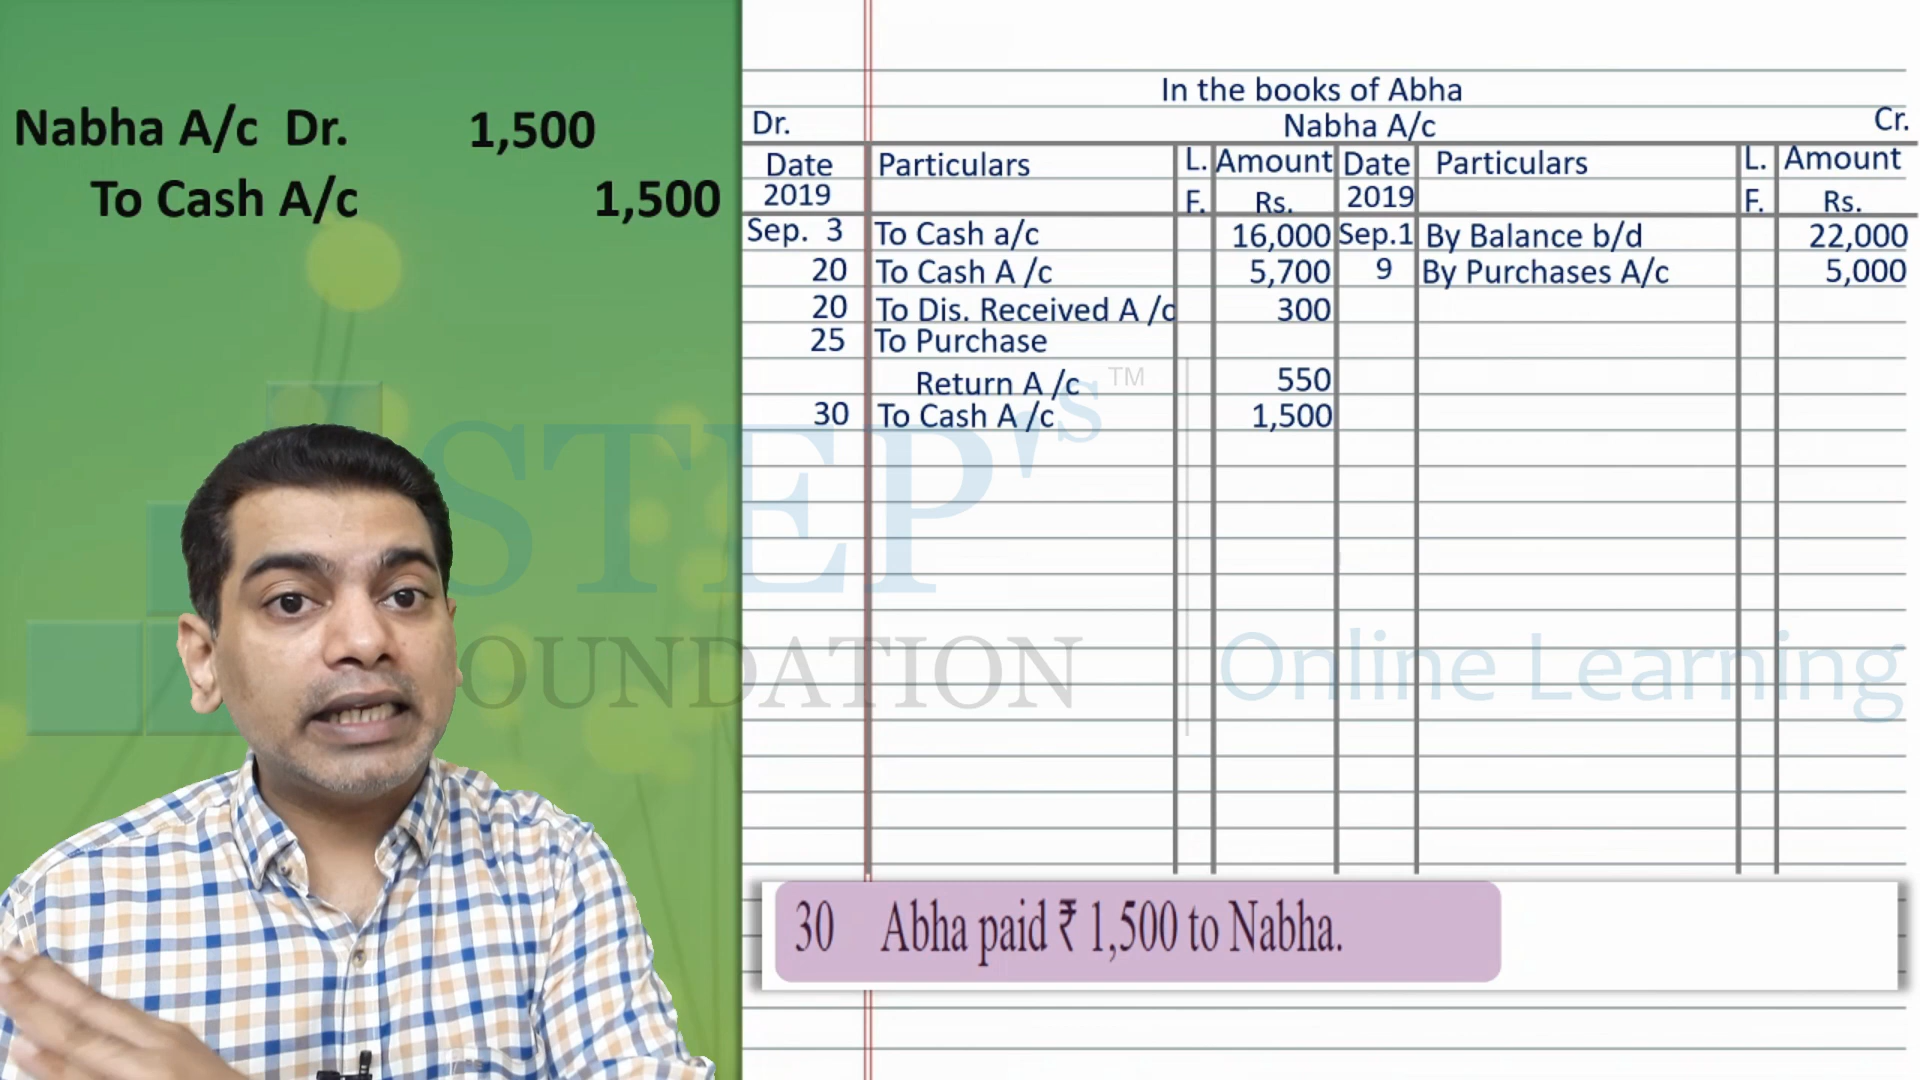 Nabha A/c Dr. 1,500
To Cash A/c 1,500
In the books of Abha
Dr. Nabha A/c Cr.
Date Particulars L. Amount Date Particulars L. Amount
2019 F. Rs. 2019 F. Rs.
Sep. 3 To Cash a/c 16,000 Sep.1 By Balance b/d 22,000
20 To Cash A /c 5,700 9 By Purchases A/c 5,000
20 To Dis. Received A /c 300
25 To Purchase
Return A /c 550
30 To Cash A /c 1,500
STEP's TM
OUNDATION Online Learning
30 Abha paid ₹ 1,500 to Nabha.